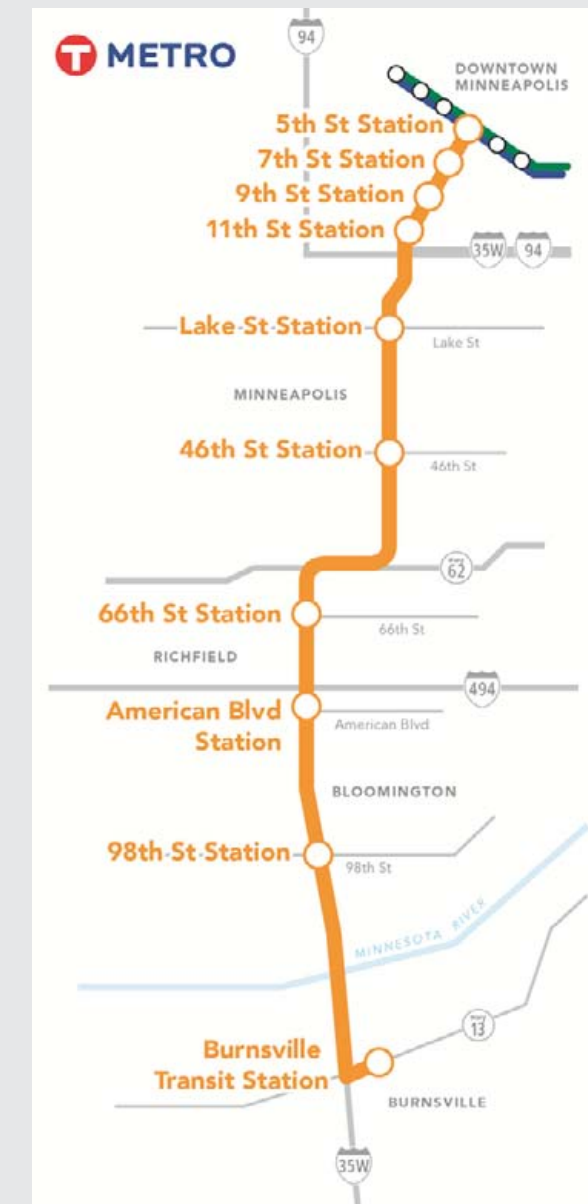 T METRO
94
DOWNTOWN
MINNEAPOLIS
5th St Station
7th St Station
9th St Station
11th St Station
35W
94
Lake St Station
Lake St
MINNEAPOLIS
46th St Station
46th St
HWY
62
66th St Station
66th St
RICHFIELD
494
American Blvd
Station
American Blvd
BLOOMINGTON
98th St Station
98th St
MINNESOTA RIVER
HWY
13
Burnsville
Transit Station
BURNSVILLE
35W